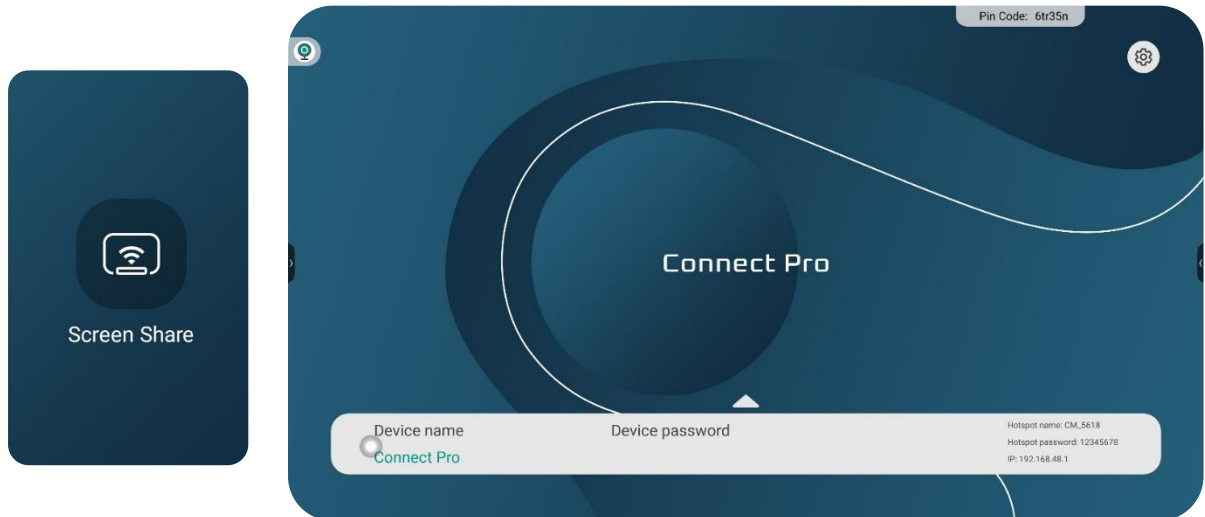 Screen Share
Pin Code: 6tr35n
Connect Pro
Device name
Connect Pro
Device password
Hotspot name: CM_5618
Hotspot password: 12345678
IP: 192.168.48.1